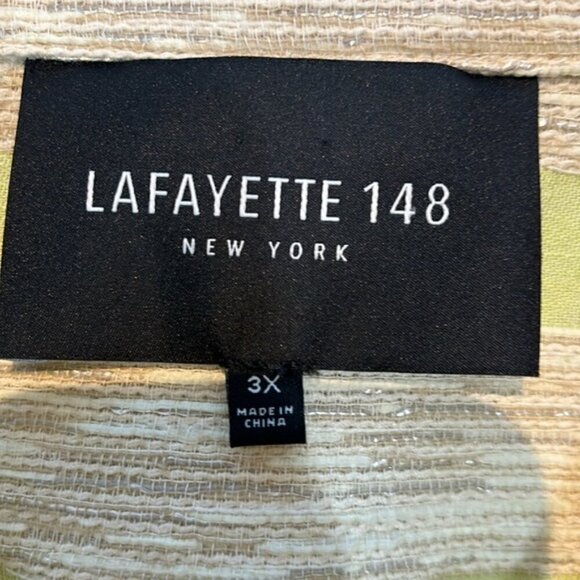 LAFAYETTE 148
NEW YORK
3X
MADE IN
CHINA